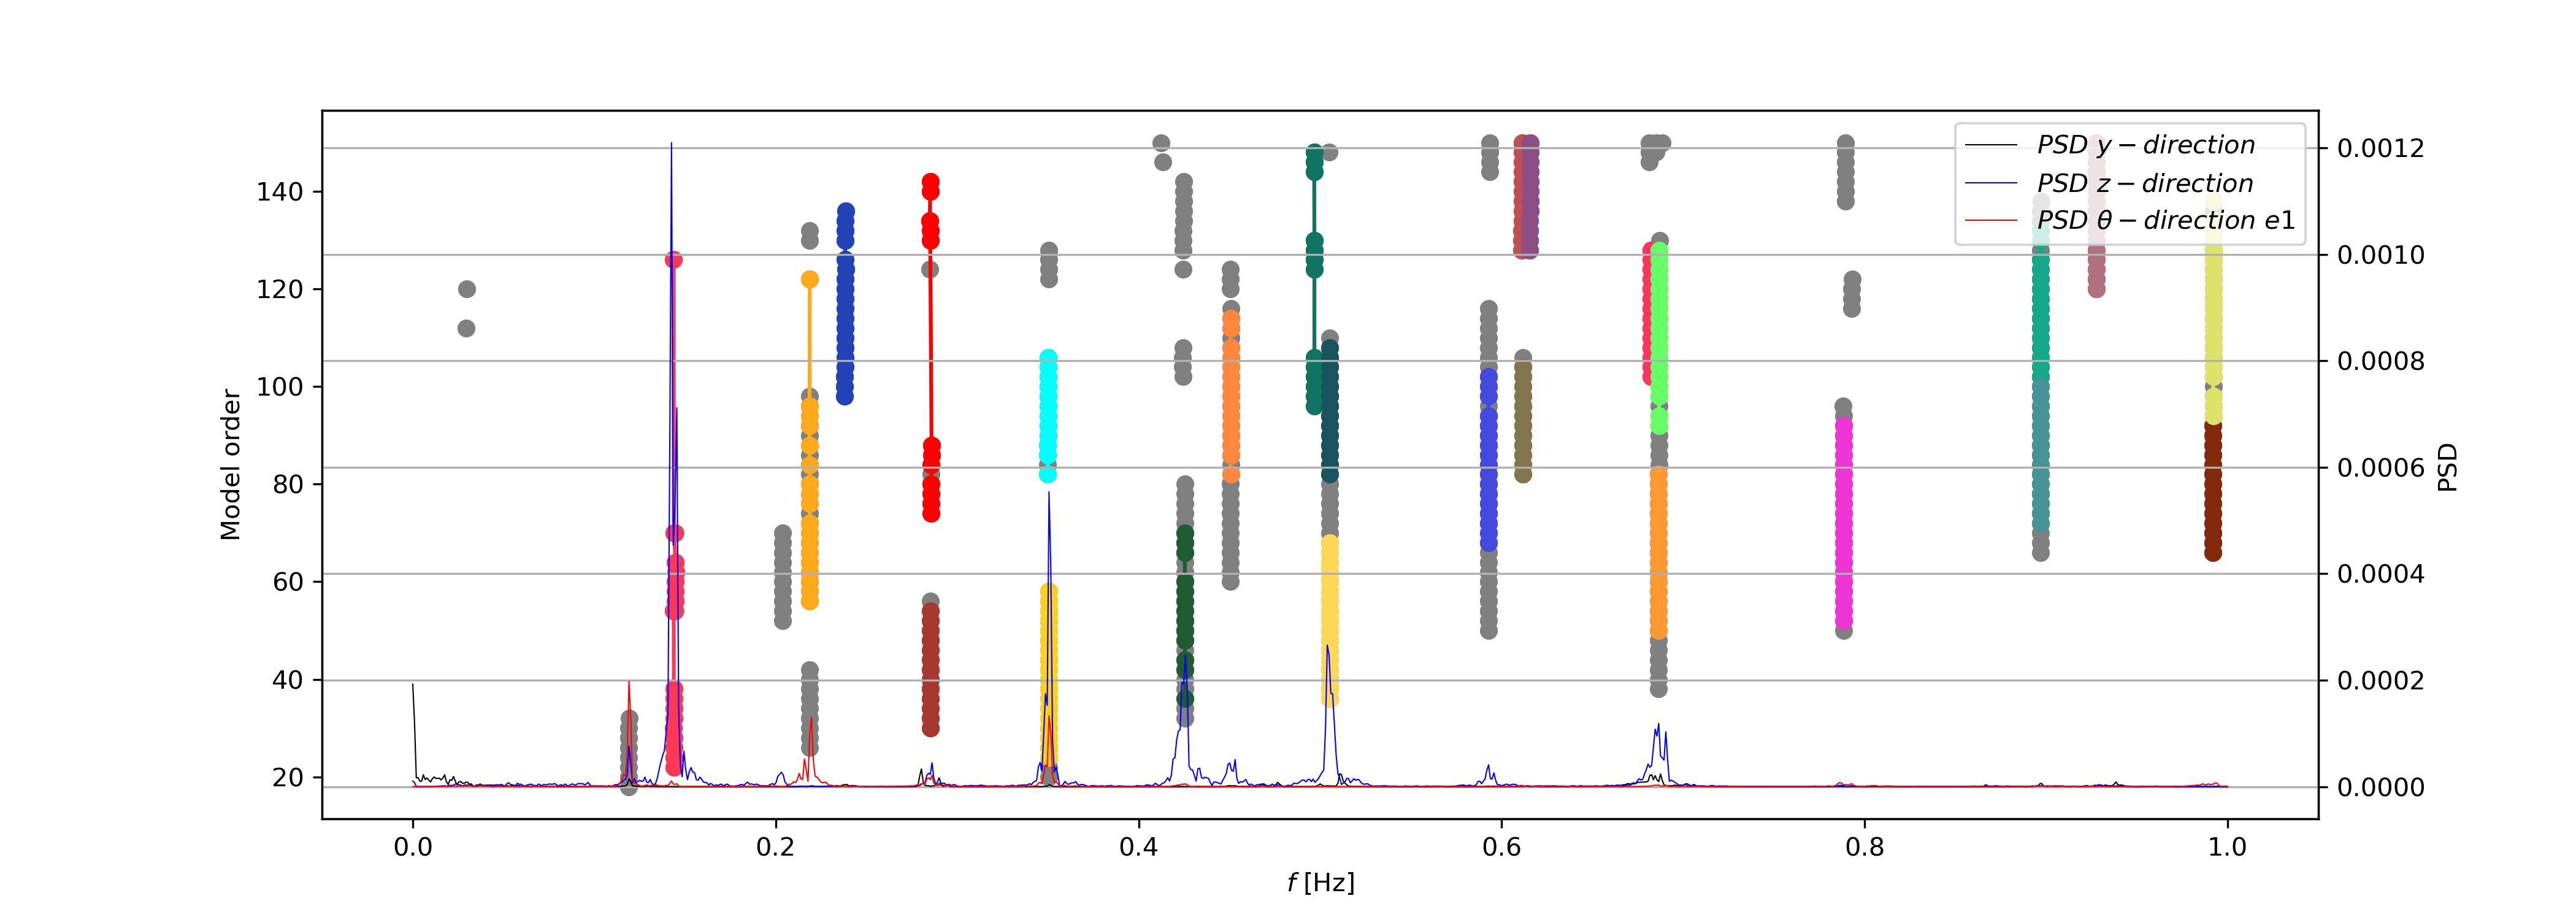 PSD y − direction
PSD z − direction
PSD θ − direction e1
Model order
140
120
100
80
60
40
20
0.0012
0.0010
0.0008
0.0006
0.0004
0.0002
0.0000
PSD
0.0 0.2 0.4 0.6 0.8 1.0
f [Hz]